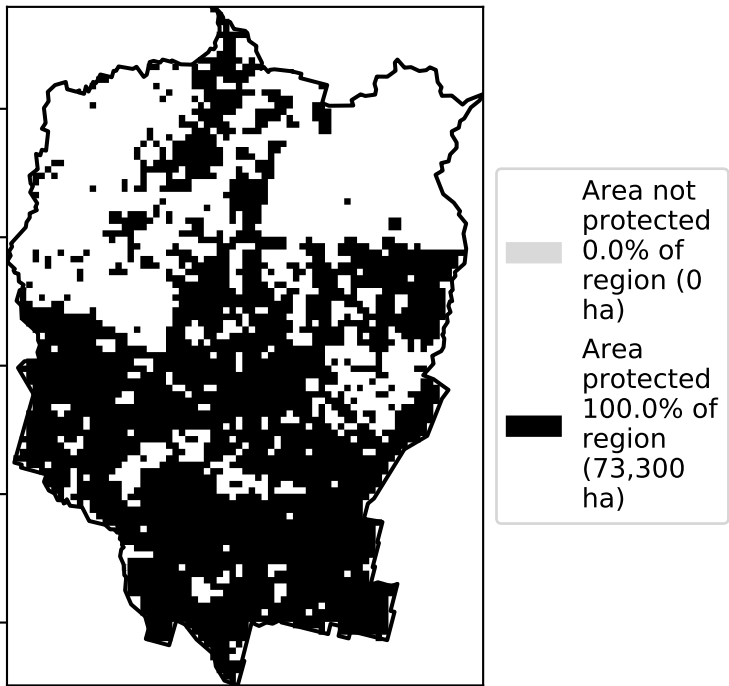 Area not
protected
0.0% of
region (0
ha)
Area
protected
100.0% of
region
(73,300
ha)